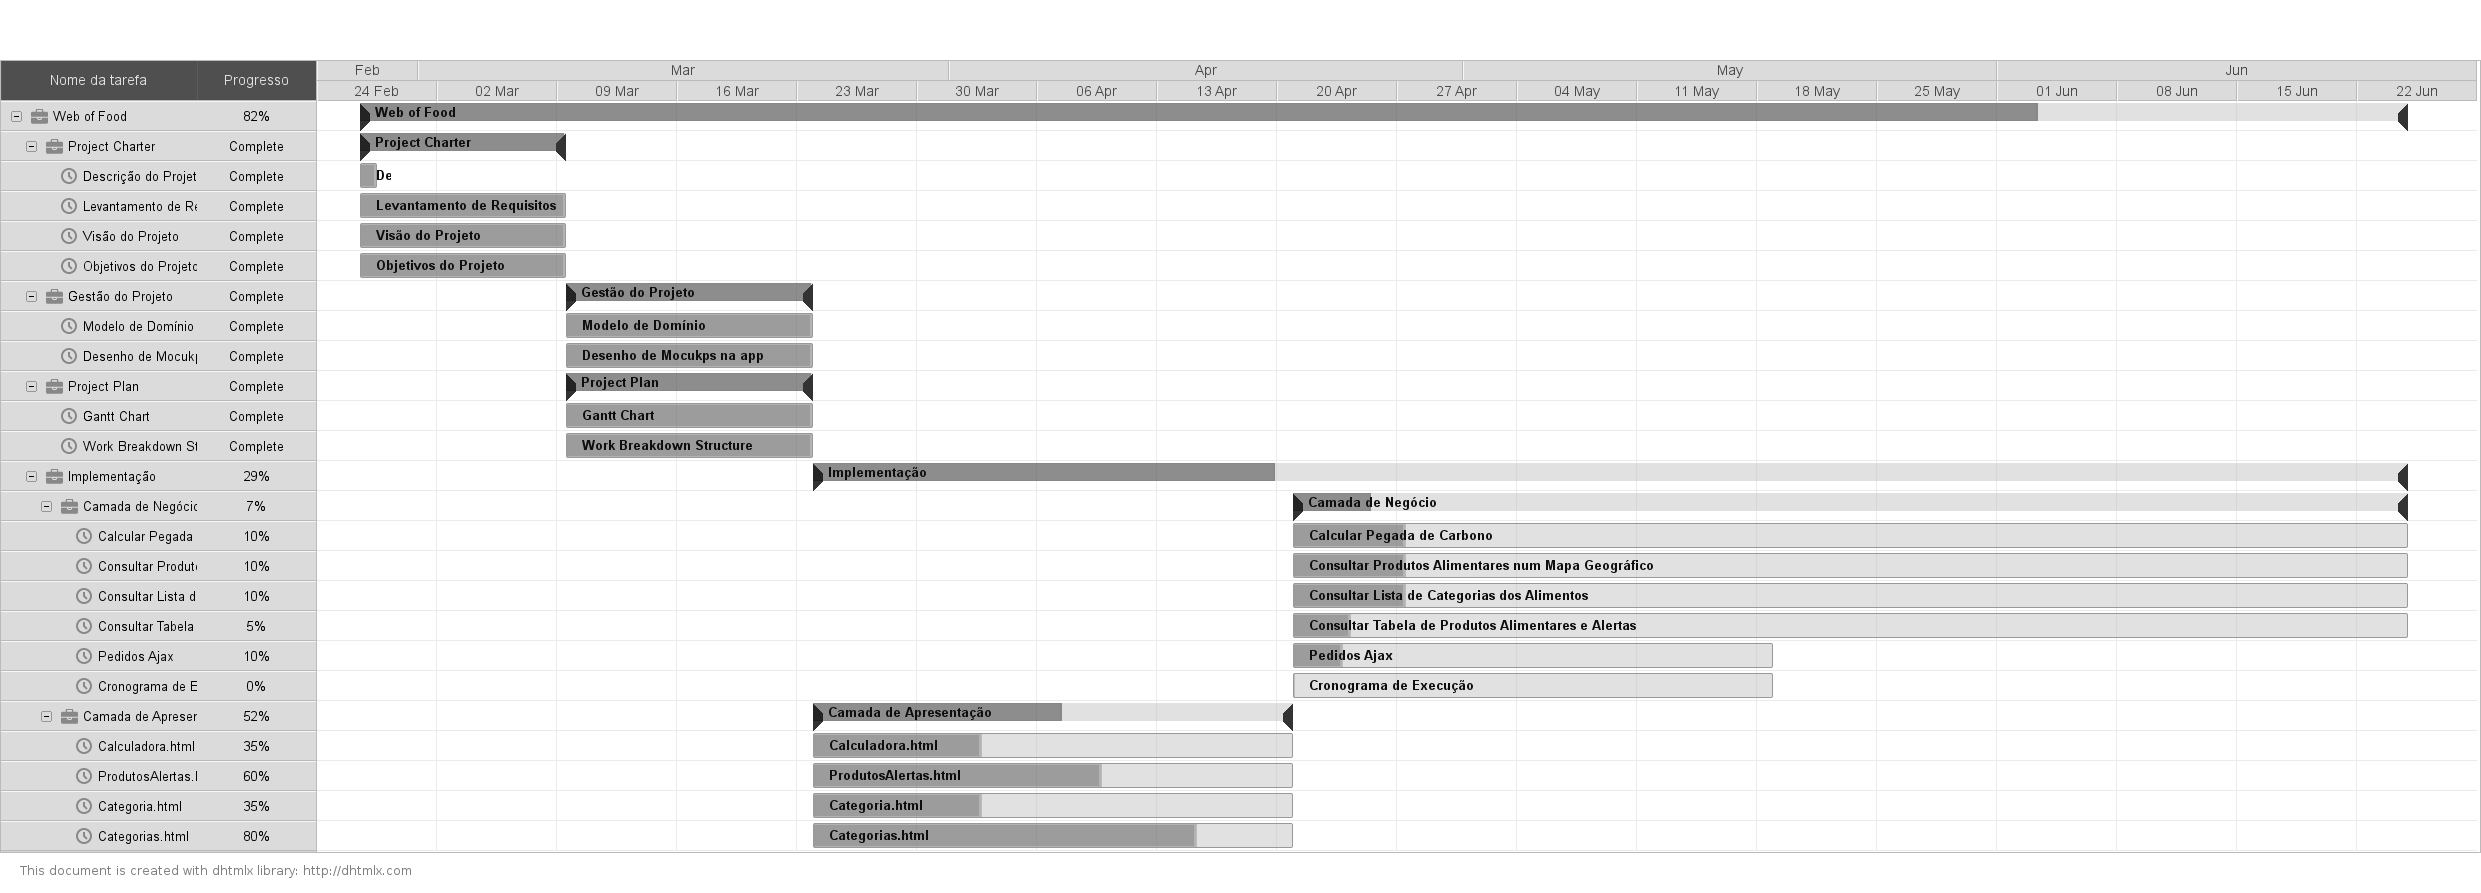 Nome da tarefa Progresso Feb Mar Apr May Jun
24 Feb 02 Mar 09 Mar 16 Mar 23 Mar 30 Mar 06 Apr 13 Apr 20 Apr 27 Apr 04 May 11 May 18 May 25 May 01 Jun 08 Jun 15 Jun 22 Jun
Web of Food 82% Web of Food
Project Charter Complete Project Charter
Descrição do Projet Complete De
Levantamento de Re Complete Levantamento de Requisitos
Visão do Projeto Complete Visão do Projeto
Objetivos do Projeto Complete Objetivos do Projeto
Gestão do Projeto Complete Gestão do Projeto
Modelo de Domínio Complete Modelo de Domínio
Desenho de Mocukp Complete Desenho de Mocukps na app
Project Plan Complete Project Plan
Gantt Chart Complete Gantt Chart
Work Breakdown St Complete Work Breakdown Structure
Implementação 29% Implementação
Camada de Negócio 7% Camada de Negócio
Calcular Pegada 10% Calcular Pegada de Carbono
Consultar Produto 10% Consultar Produtos Alimentares num Mapa Geográfico
Consultar Lista d 10% Consultar Lista de Categorias dos Alimentos
Consultar Tabela 5% Consultar Tabela de Produtos Alimentares e Alertas
Pedidos Ajax 10% Pedidos Ajax
Cronograma de E 0% Cronograma de Execução
Camada de Apreser 52% Camada de Apresentação
Calculadora.html 35% Calculadora.html
ProdutosAlertas.h 60% ProdutosAlertas.html
Categoria.html 35% Categoria.html
Categorias.html 80% Categorias.html
This document is created with dhtmlx library: http://dhtmlx.com